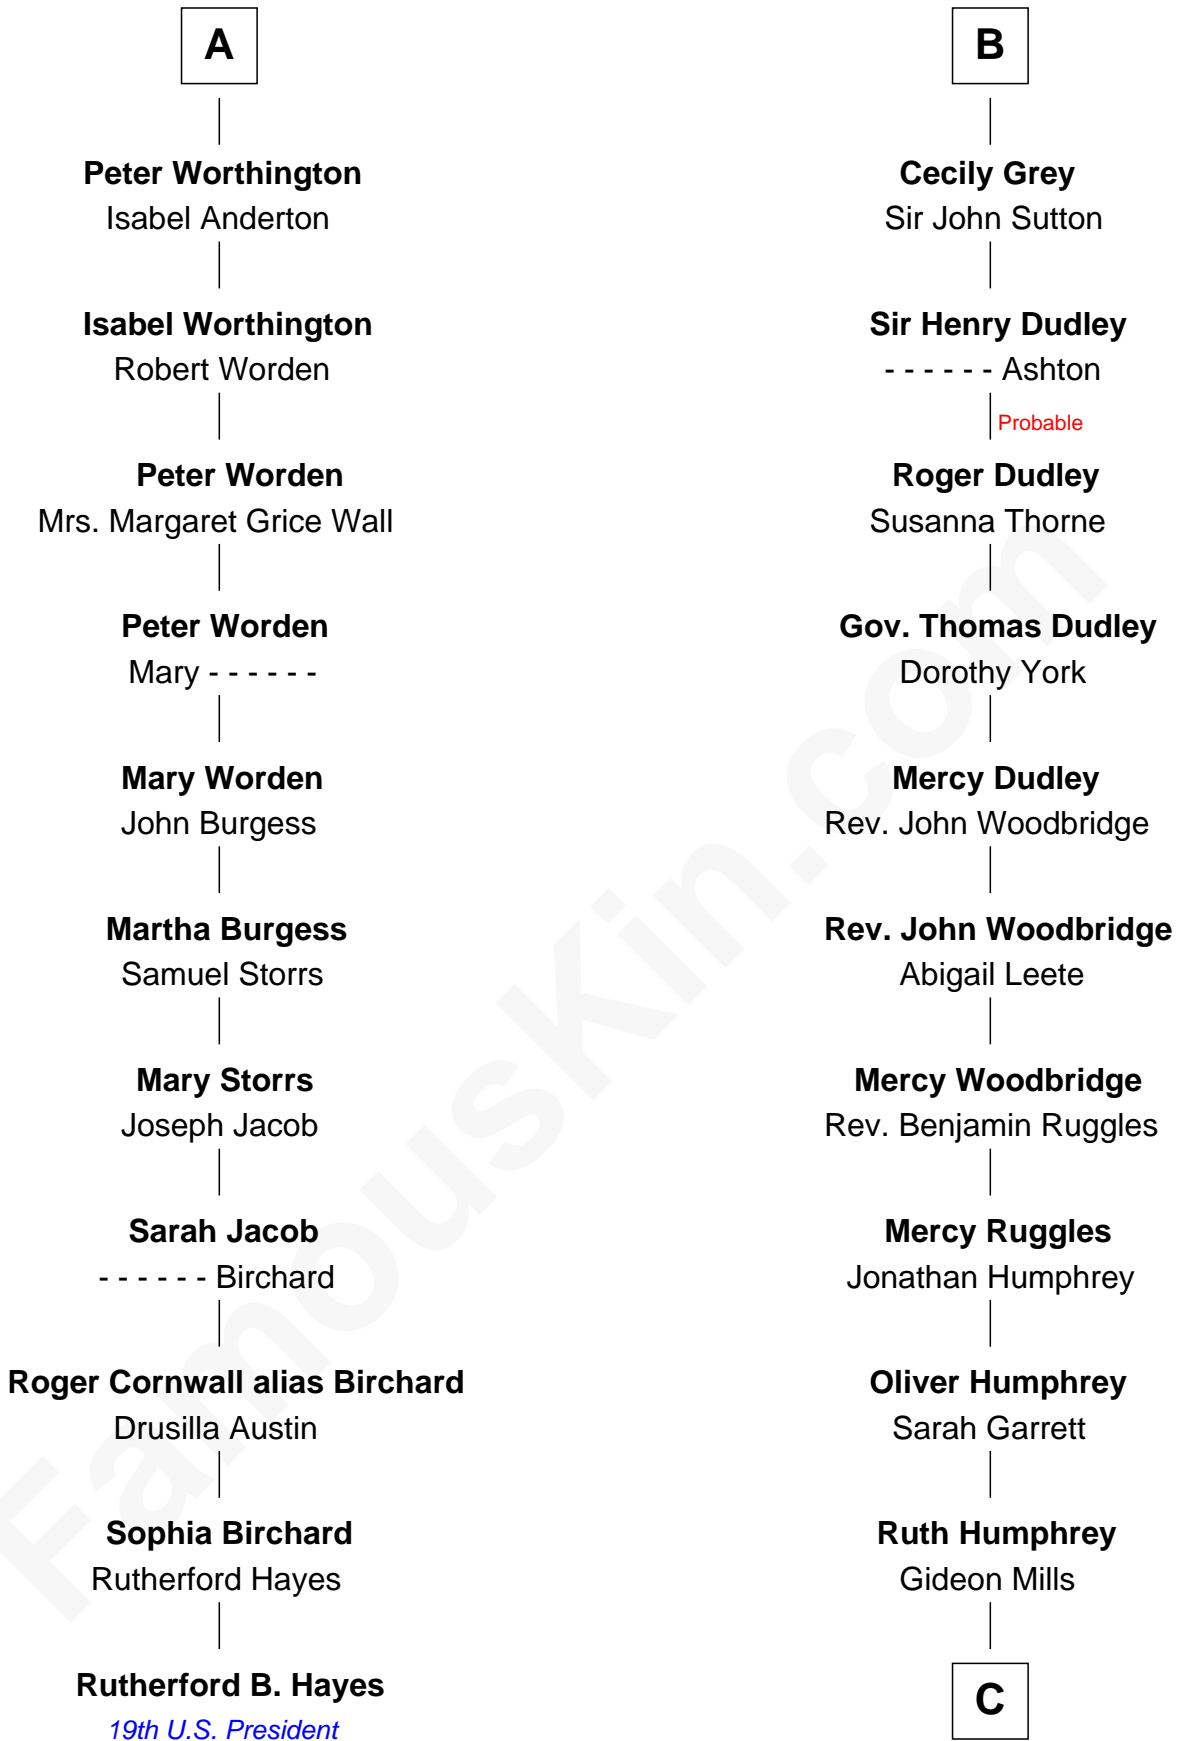 A
Peter Worthington
Isabel Anderton
Isabel Worthington
Robert Worden
Peter Worden
Mrs. Margaret Grice Wall
Peter Worden
Mary - - - - - -
Mary Worden
John Burgess
Martha Burgess
Samuel Storrs
Mary Storrs
Joseph Jacob
Sarah Jacob
- - - - - - Birchard
Roger Cornwall alias Birchard
Drusilla Austin
Sophia Birchard
Rutherford Hayes
Rutherford B. Hayes
19th U.S. President
B
Cecily Grey
Sir John Sutton
Sir Henry Dudley
- - - - - - Ashton
Probable
Roger Dudley
Susanna Thorne
Gov. Thomas Dudley
Dorothy York
Mercy Dudley
Rev. John Woodbridge
Rev. John Woodbridge
Abigail Leete
Mercy Woodbridge
Rev. Benjamin Ruggles
Mercy Ruggles
Jonathan Humphrey
Oliver Humphrey
Sarah Garrett
Ruth Humphrey
Gideon Mills
C
FamousKin.com